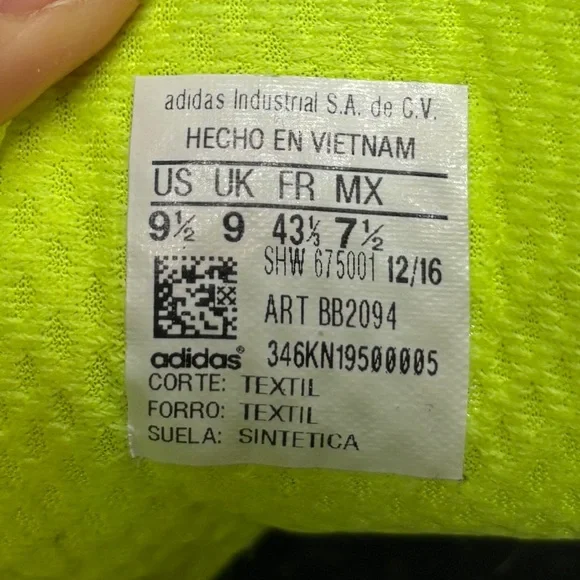 adidas Industrial S.A. de C.V.
HECHO EN VIETNAM
US UK FR MX
9½ 9 43⅓ 7½
SHW 675001 12/16
ART BB2094
adidas® 346KN19500005
CORTE: TEXTIL
FORRO: TEXTIL
SUELA: SINTETICA